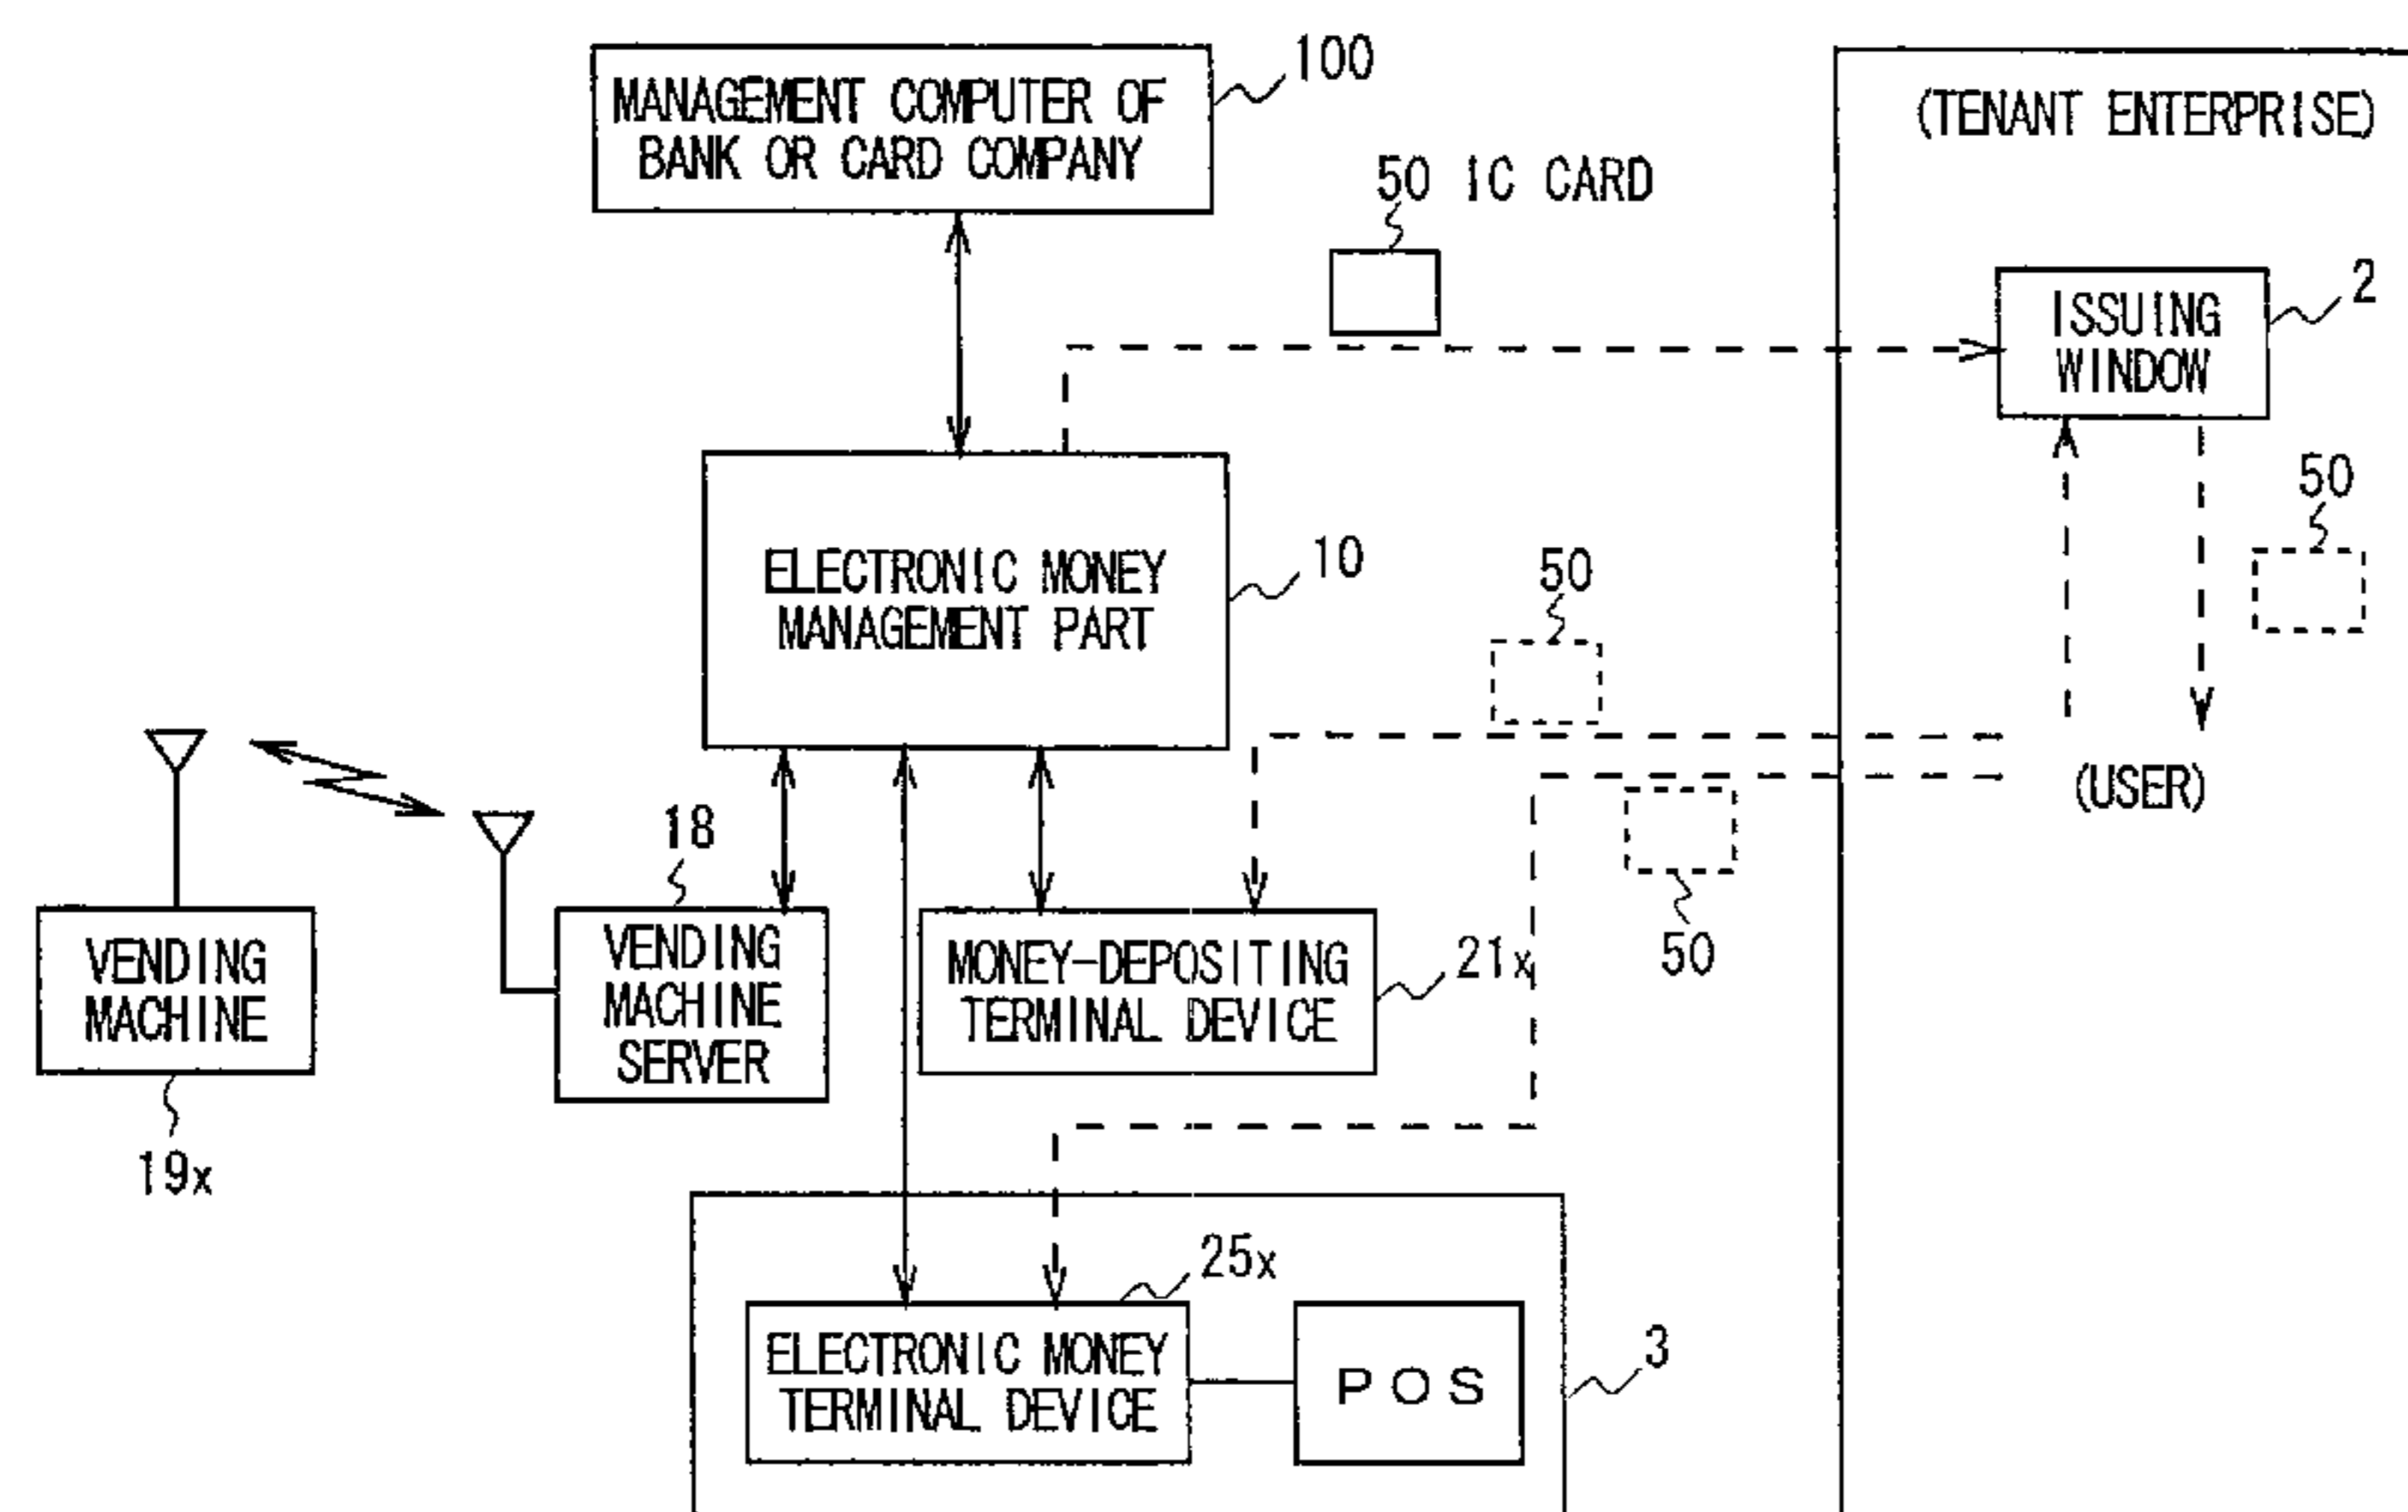 100
MANAGEMENT COMPUTER OF
BANK OR CARD COMPANY
(TENANT ENTERPRISE)
50 IC CARD
2
ISSUING
WINDOW
50
10
ELECTRONIC MONEY
MANAGEMENT PART
50
(USER)
18
50
VENDING
MACHINE
19x
VENDING
MACHINE
SERVER
MONEY-DEPOSITING
TERMINAL DEVICE
21x
25x
ELECTRONIC MONEY
TERMINAL DEVICE
POS
3